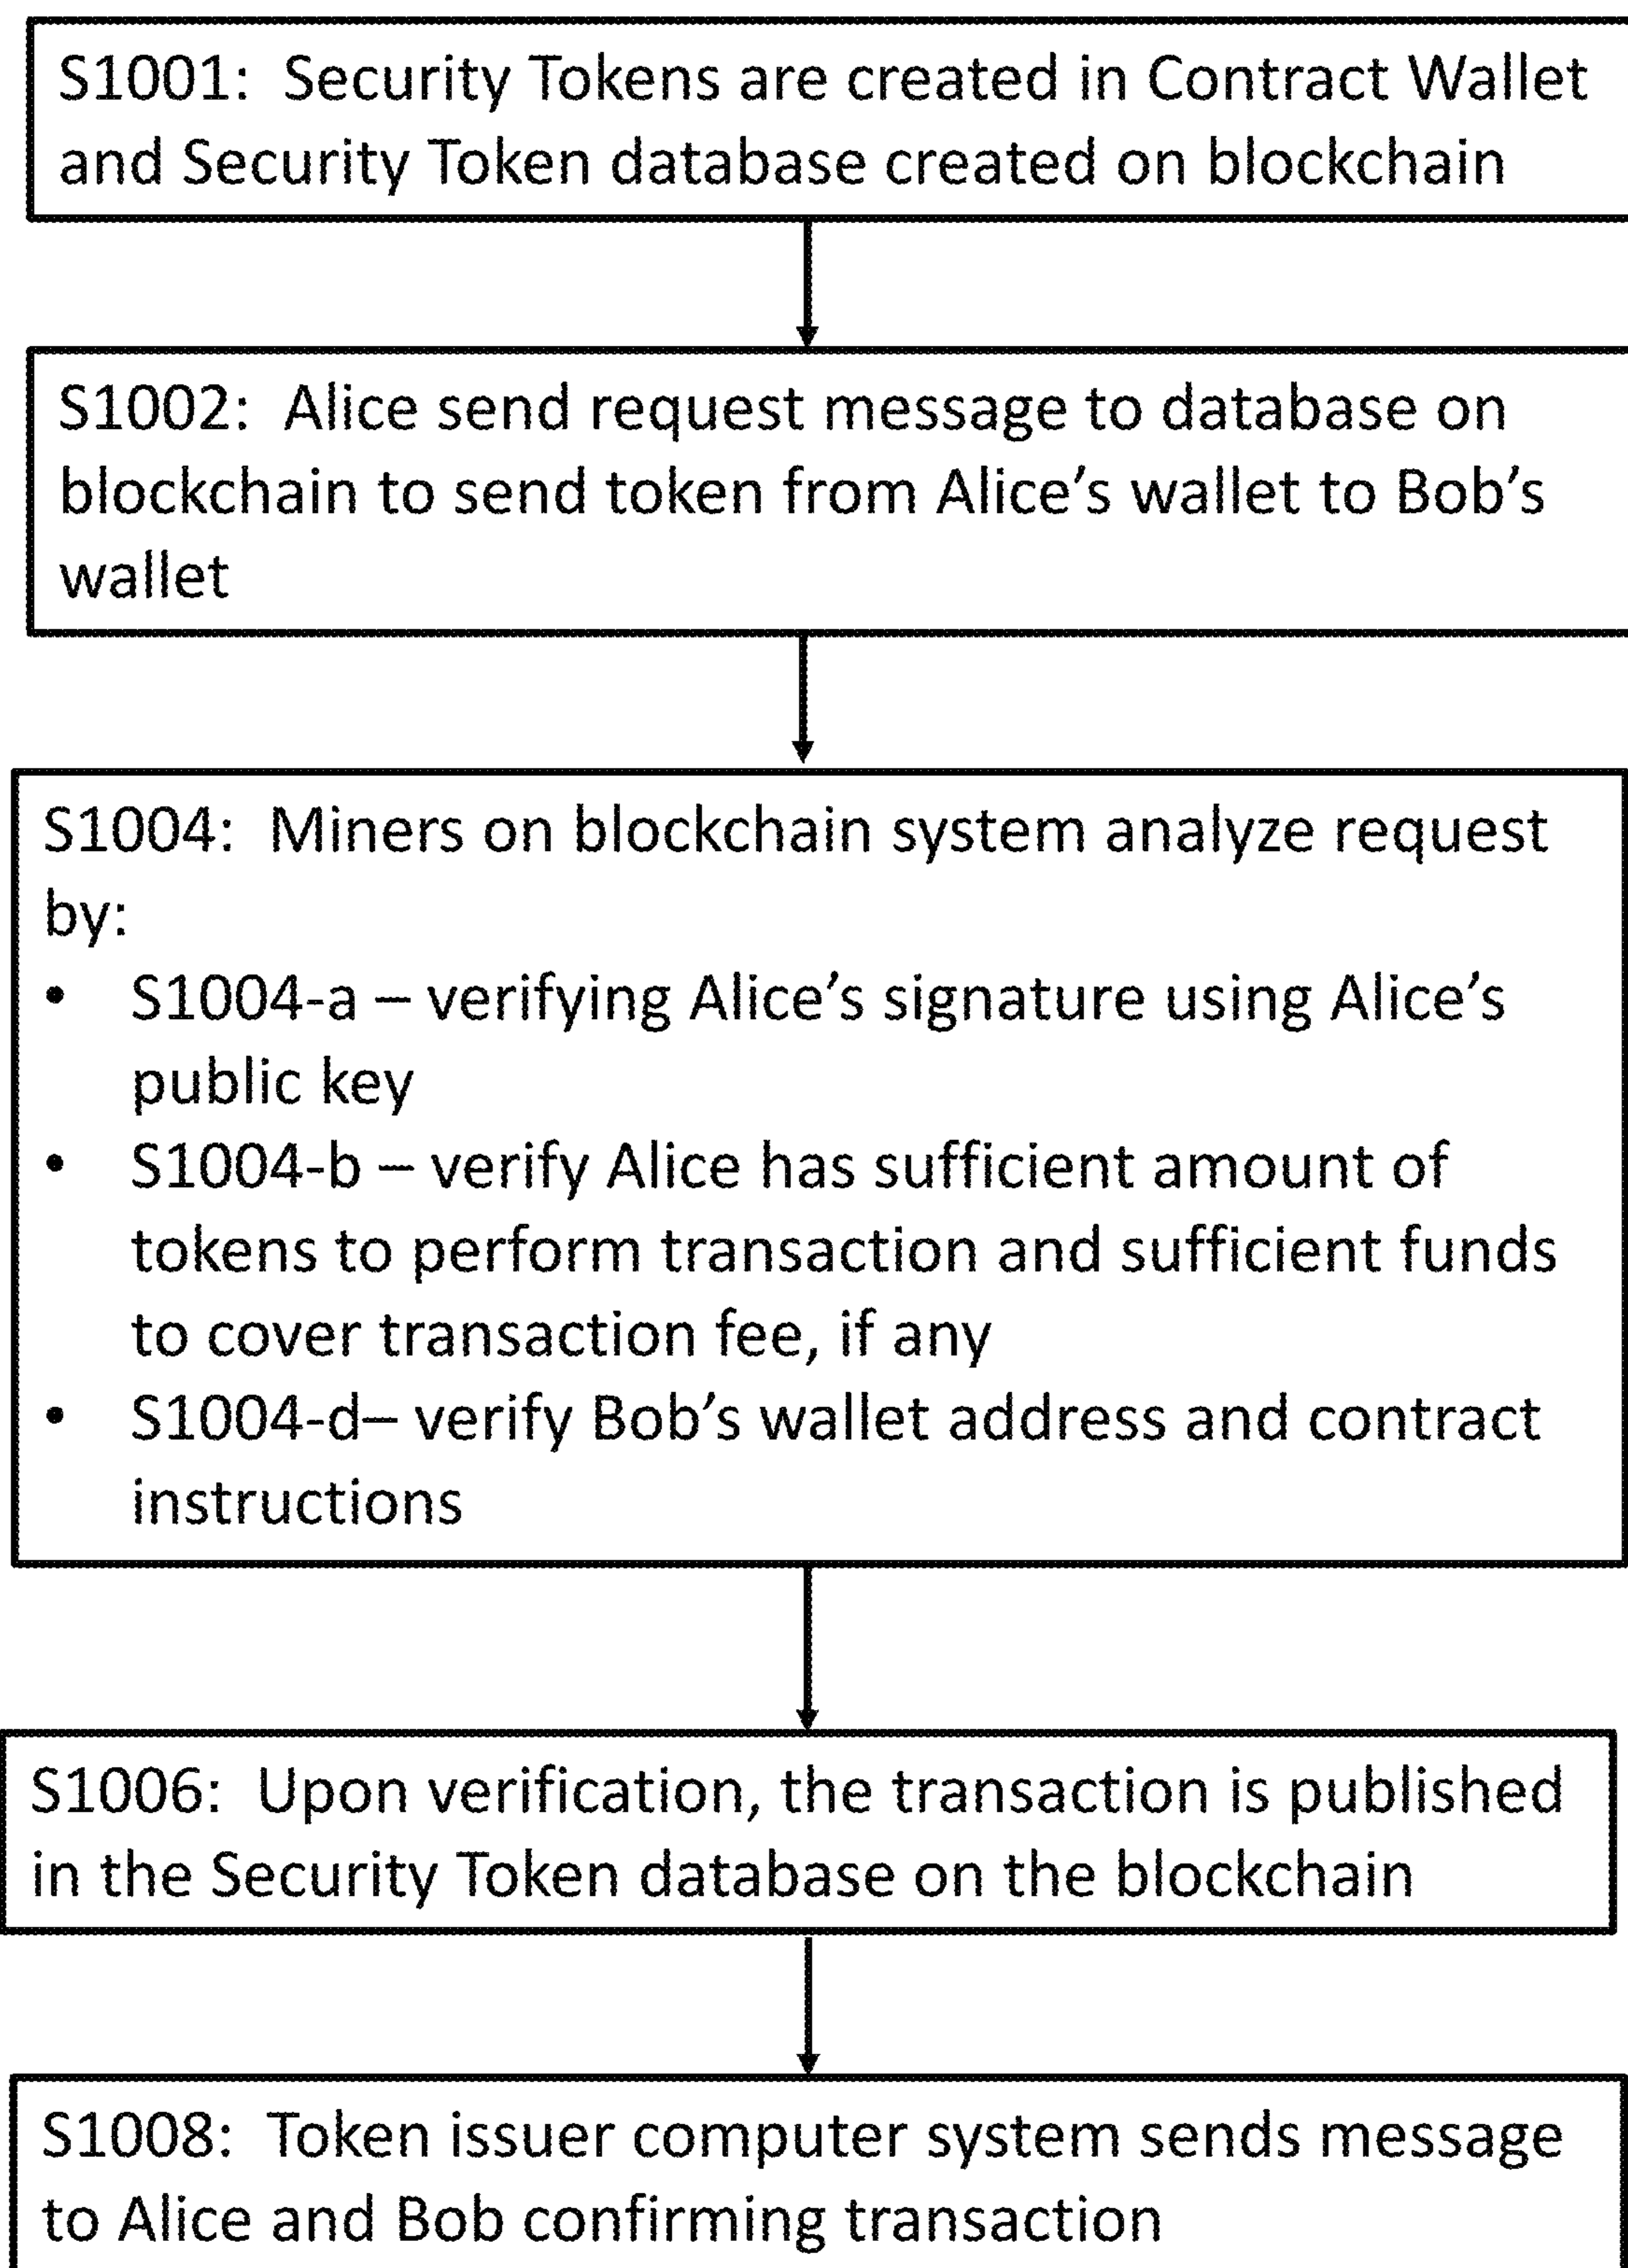 S1001: Security Tokens are created in Contract Wallet
and Security Token database created on blockchain
S1002: Alice send request message to database on
blockchain to send token from Alice's wallet to Bob's
wallet
S1004: Miners on blockchain system analyze request
by:
• S1004-a – verifying Alice's signature using Alice's
public key
• S1004-b – verify Alice has sufficient amount of
tokens to perform transaction and sufficient funds
to cover transaction fee, if any
• S1004-d– verify Bob's wallet address and contract
instructions
S1006: Upon verification, the transaction is published
in the Security Token database on the blockchain
S1008: Token issuer computer system sends message
to Alice and Bob confirming transaction